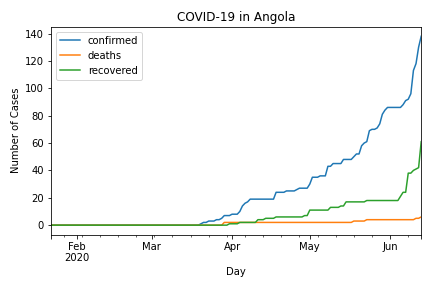 COVID-19 in Angola
confirmed
deaths
recovered
Number of Cases
140
120
100
80
60
40
20
0
Feb
2020
Mar
Apr
May
Jun
Day